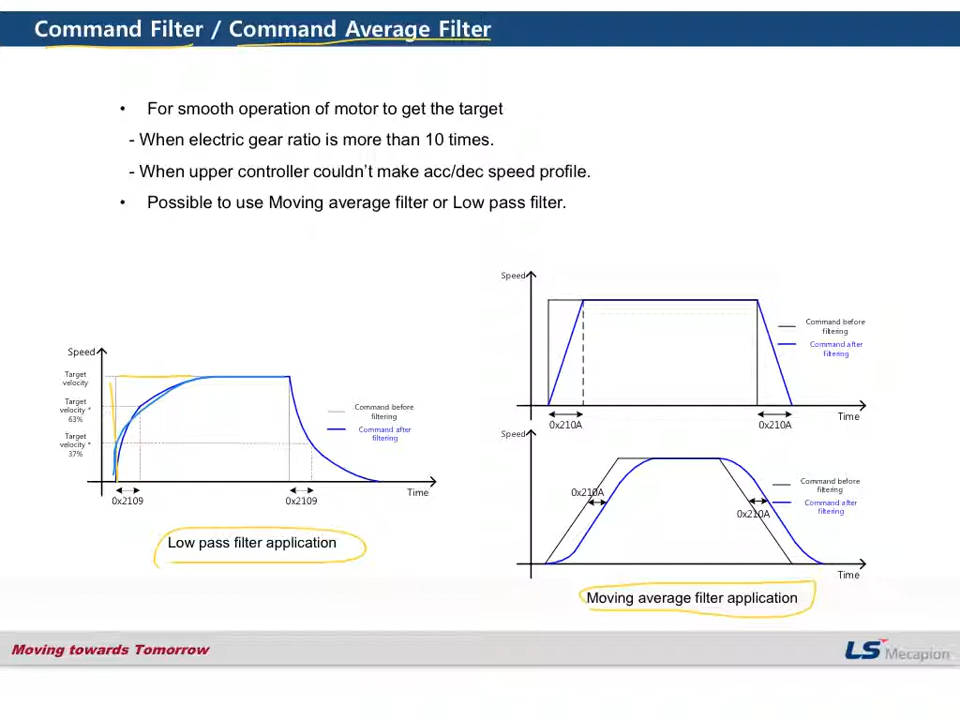 Command Filter / Command Average Filter
• For smooth operation of motor to get the target
- When electric gear ratio is more than 10 times.
- When upper controller couldn't make acc/dec speed profile.
• Possible to use Moving average filter or Low pass filter.
Speed
Target
velocity
Target
velocity *
63%
Target
velocity *
37%
Command before
filtering
Command after
filtering
Time
0x2109
0x2109
Low pass filter application
Speed
Command before
filtering
Command after
filtering
Time
0x210A
0x210A
Speed
0x210A
0x210A
Command before
filtering
Command after
filtering
Time
Moving average filter application
Moving towards Tomorrow
LS Mecapion